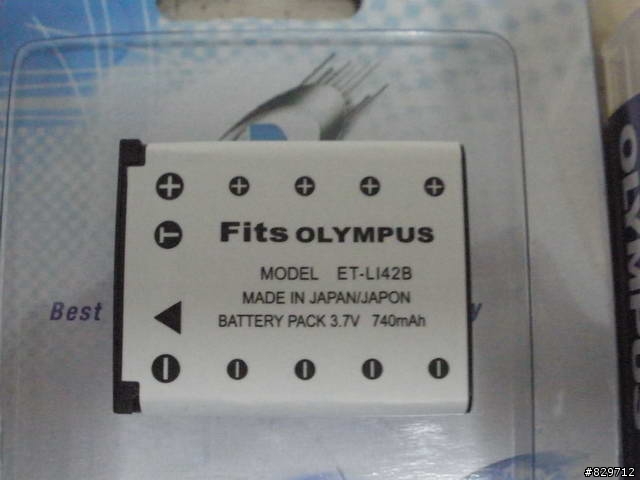 Fits OLYMPUS
MODEL ET-LI42B
MADE IN JAPAN/JAPON
BATTERY PACK 3.7V 740mAh
T
Best
OLYMPUS
#829712